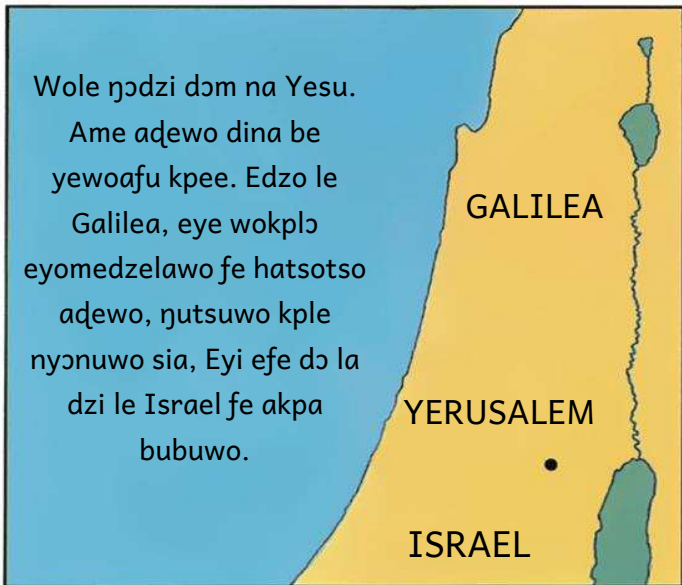 Wole ŋɔdzi dɔm na Yesu.
Ame aɖewo dina be
yewoaƒu kpee. Edzo le
Galilea, eye wokplɔ
eyomedzelawo ƒe hatsotso
aɖewo, ŋutsuwo kple
nyɔnuwo sia, Eyi eƒe dɔ la
dzi le Israel ƒe akpa
bubuwo.
GALILEA
YERUSALEM
ISRAEL